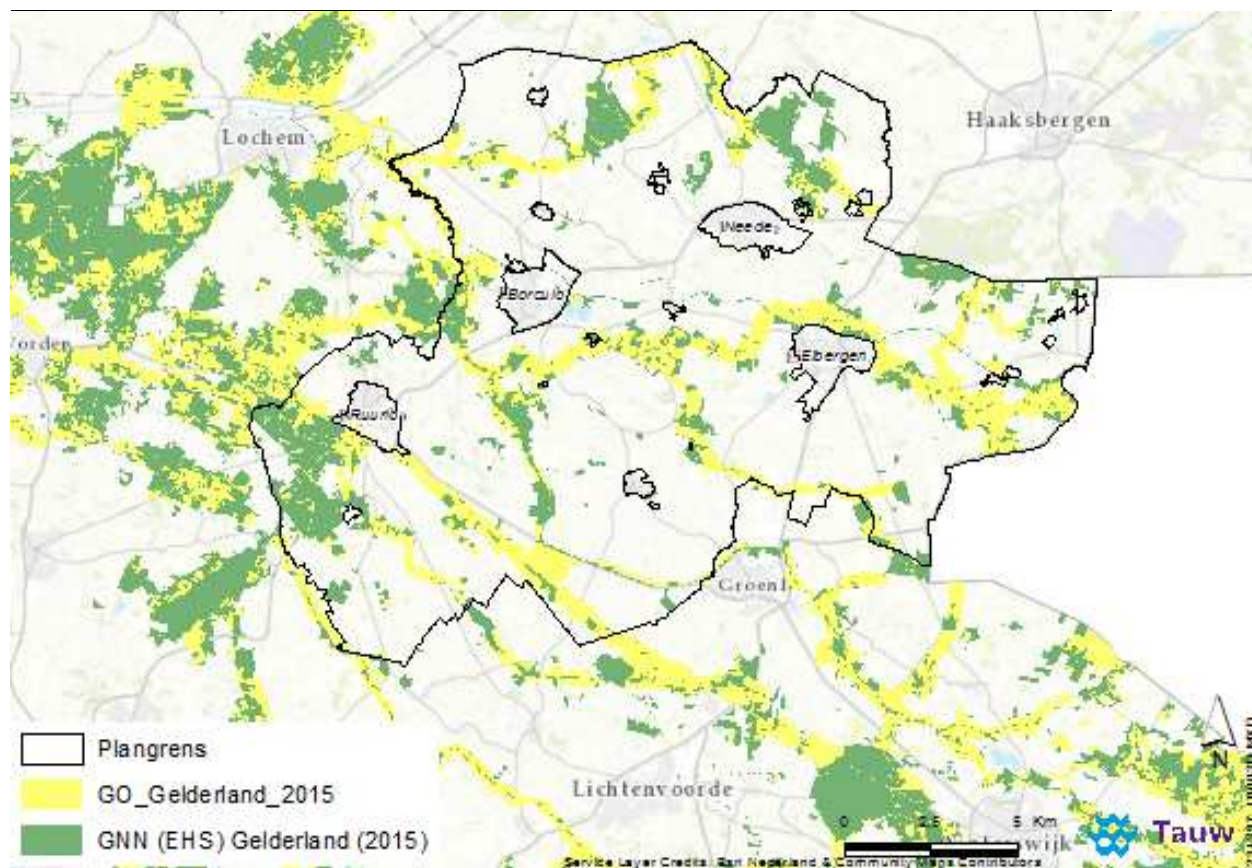 Haaksbergen
Lochem
Neede
Borculo
Vorden
Eibergen
Ruurlo
Groenl
Lichtenvoorde
Plangrens
GO_Gelderland_2015
GNN (EHS) Gelderland (2015)
N
0 2.5 5 Km
wijk
Tauw
Service Layer Credits: Esri Nederland & Community Maps Contributors